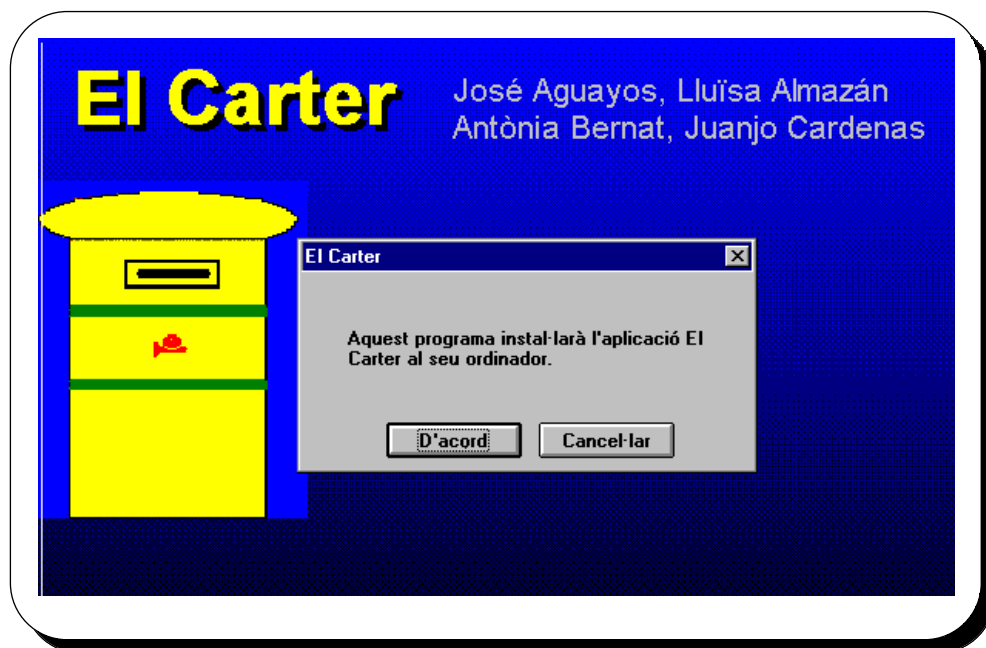 El Carter
José Aguayos, Lluïsa Almazán
Antònia Bernat, Juanjo Cardenas
El Carter
Aquest programa instal·larà l'aplicació El
Carter al seu ordinador.
D'acord
Cancel·lar